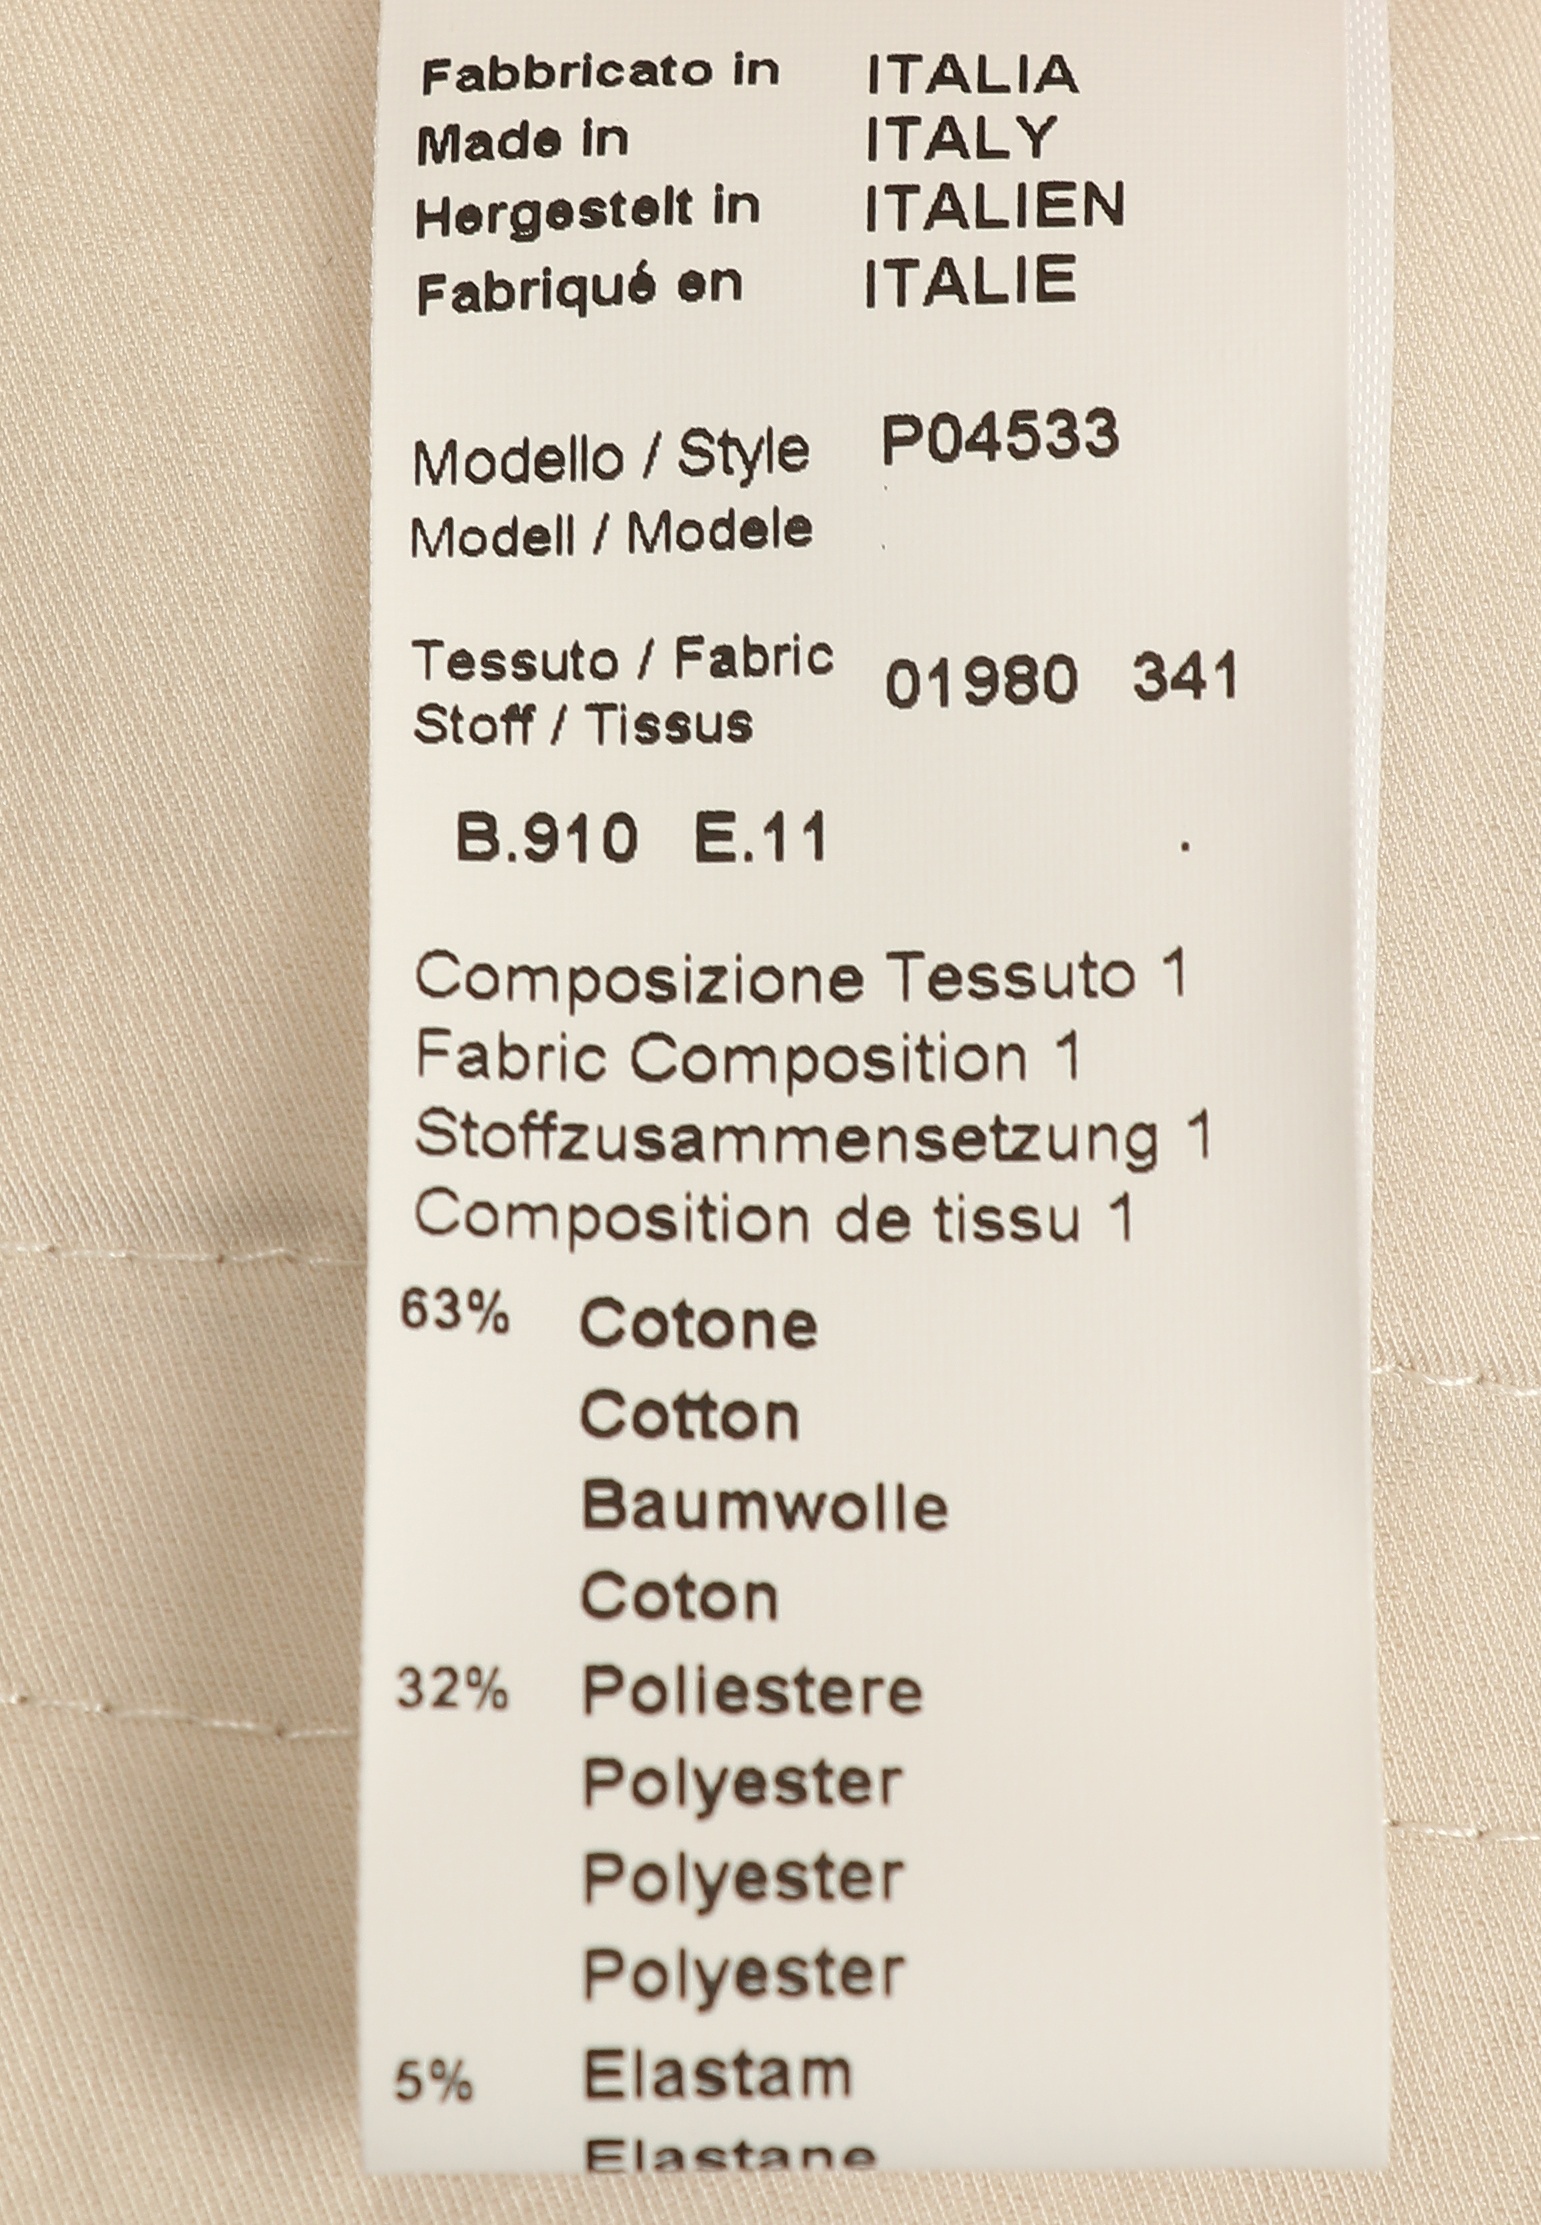 Fabbricato in ITALIA
Made in ITALY
Hergestelt in ITALIEN
Fabriqué en ITALIE
Modello / Style P04533
Modell / Modele
Tessuto / Fabric 01980 341
Stoff / Tissus
B.910 E.11
Composizione Tessuto 1
Fabric Composition 1
Stoffzusammensetzung 1
Composition de tissu 1
63% Cotone
Cotton
Baumwolle
Coton
32% Poliestere
Polyester
Polyester
Polyester
5% Elastam
Elastane